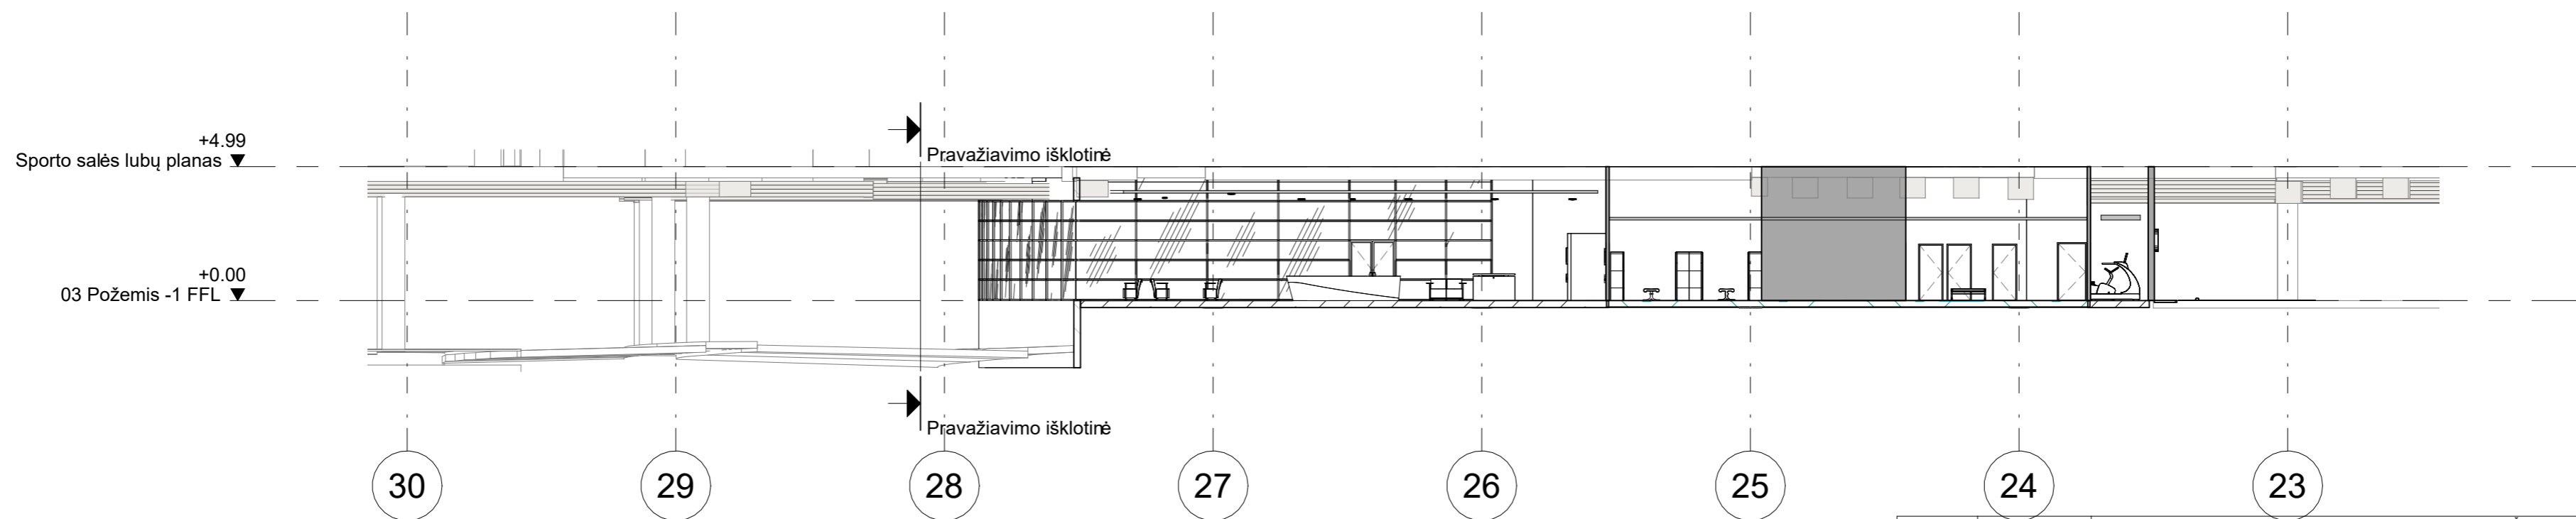 +4.99
Sporto salės lubų planas
Pravažiavimo išklotinė
+0.00
03 Požemis -1 FFL
Pravažiavimo išklotinė
30 29 28 27 26 25 24 23